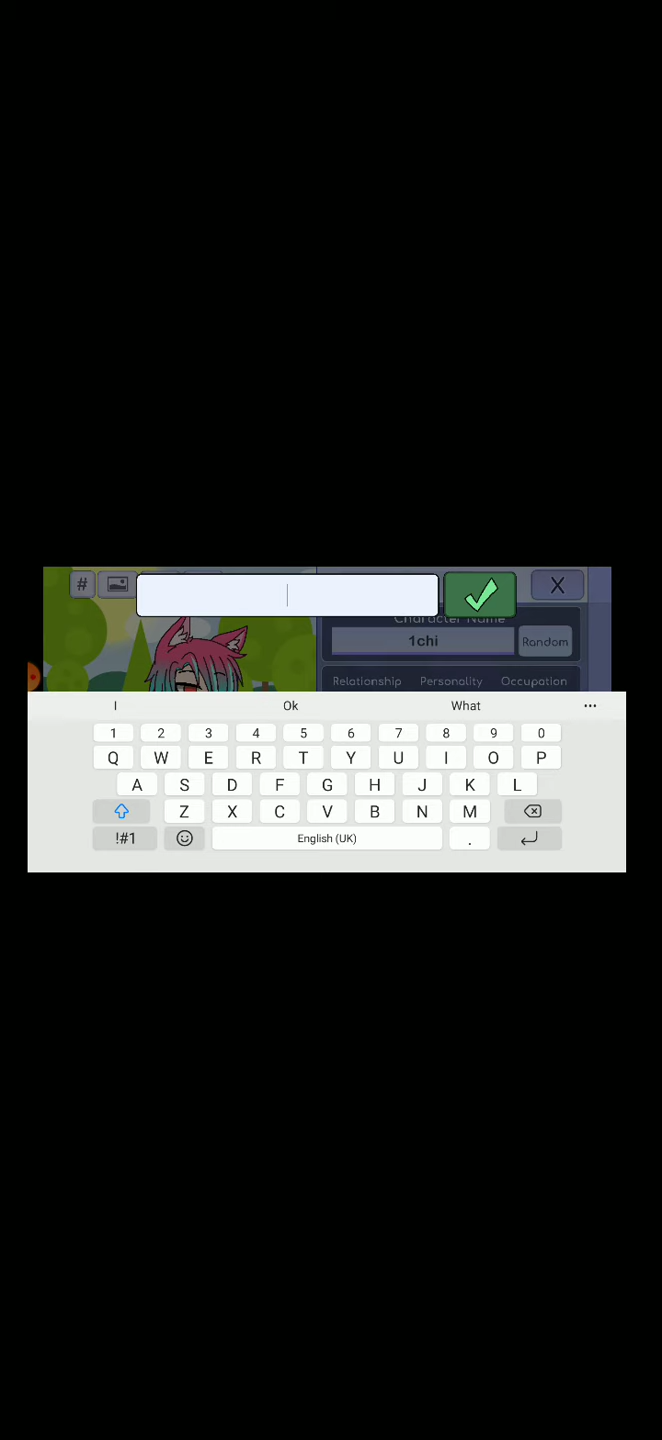 #
X
Character Name
1chi
Random
Relationship Personality Occupation
I Ok What ...
1 2 3 4 5 6 7 8 9 0
Q W E R T Y U I O P
A S D F G H J K L
Z X C V B N M
!#1 English (UK) .